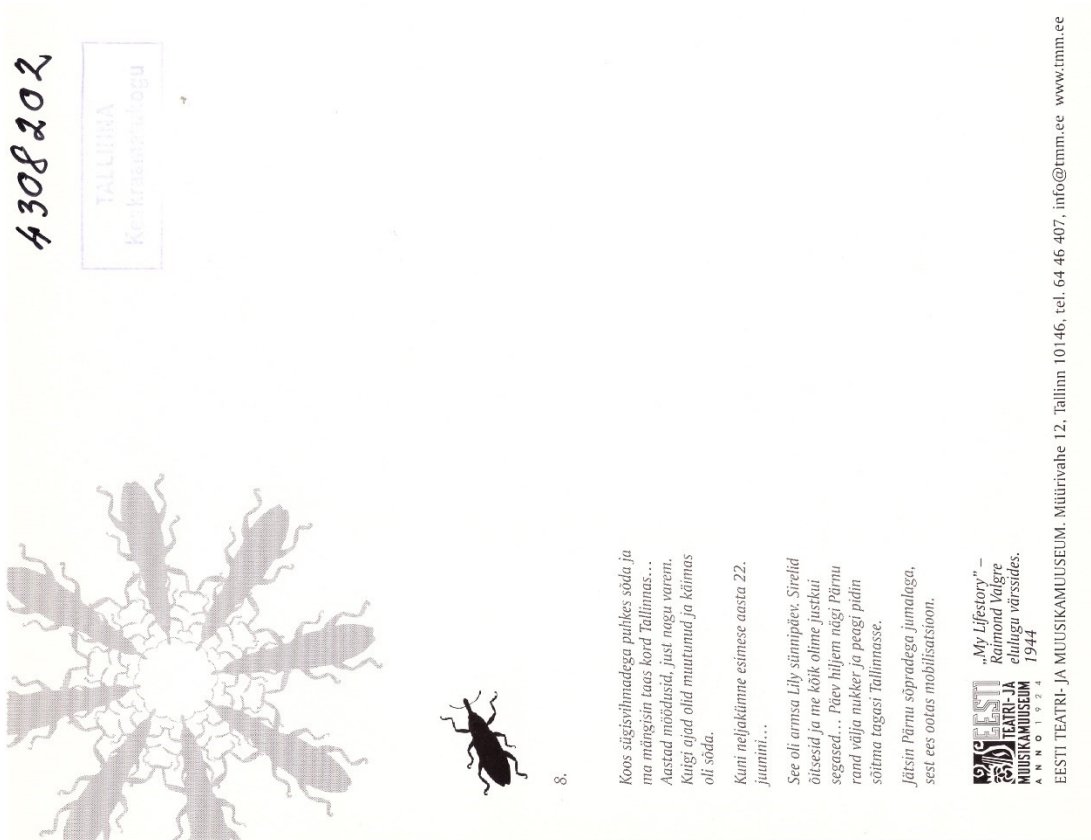 4308202
TALLINNA
Keskraamatukogu
8.
Koos sügisvihmadega puhkes sõda ja
ma mängisin taas kord Tallinnas...
Aastad möödusid, just nagu varem.
Kuigi ajad olid muutunud ja käimas
oli sõda.
Kuni neljakümne esimese aasta 22.
juunini...
See oli armsa Lily sünnipäev. Sirelid
õitsesid ja me kõik olime justkui
segased... Päev hiljem nägi Pärnu
rand välja nukker ja peagi pidin
sõitma tagasi Tallinnasse.
Jätsin Pärnu sõpradega jumalaga,
sest ees ootas mobilisatsioon.
EESTI
TEATRI- JA
MUUSIKAMUUSEUM
ANNO 1924
„My Lifestory" –
Raimond Valgre
elulugu värssides.
1944
EESTI TEATRI- JA MUUSIKAMUUSEUM. Müürivahe 12, Tallinn 10146, tel. 64 46 407, info@tmm.ee www.tmm.ee